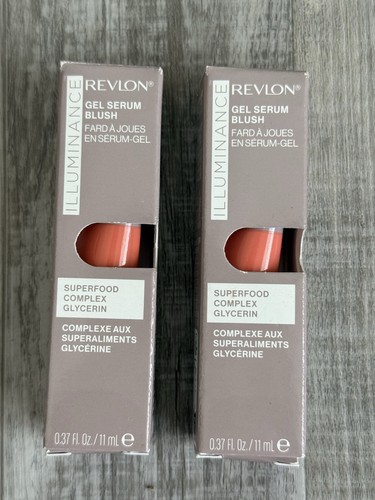 ILLUMINANCE
REVLON®
GEL SERUM
BLUSH
FARD À JOUES
EN SÉRUM-GEL
SUPERFOOD
COMPLEX
GLYCERIN
COMPLEXE AUX
SUPERALIMENTS
GLYCÉRINE
0.37 Fl. Oz./11 mL e
ILLUMINANCE
REVLON®
GEL SERUM
BLUSH
FARD À JOUES
EN SÉRUM-GEL
SUPERFOOD
COMPLEX
GLYCERIN
COMPLEXE AUX
SUPERALIMENTS
GLYCÉRINE
0.37 Fl. Oz./11 mL e